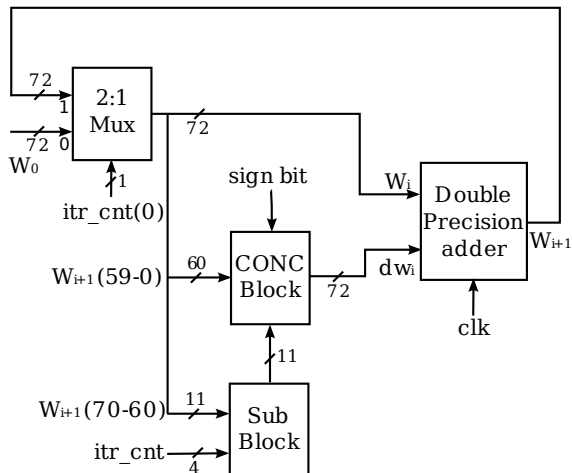 72
1
2:1
Mux
72
0
W₀
72
1
itr_cnt(0)
sign bit
Wᵢ
Double
Precision
adder
Wᵢ₊₁
Wᵢ₊₁(59-0)
60
CONC
Block
72
dwᵢ
clk
11
Wᵢ₊₁(70-60)
11
Sub
Block
itr_cnt
4